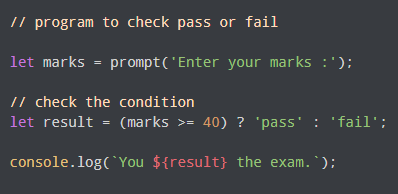 // program to check pass or fail
let marks = prompt('Enter your marks :');
// check the condition
let result = (marks >= 40) ? 'pass' : 'fail';
console.log(`You ${result} the exam.`);